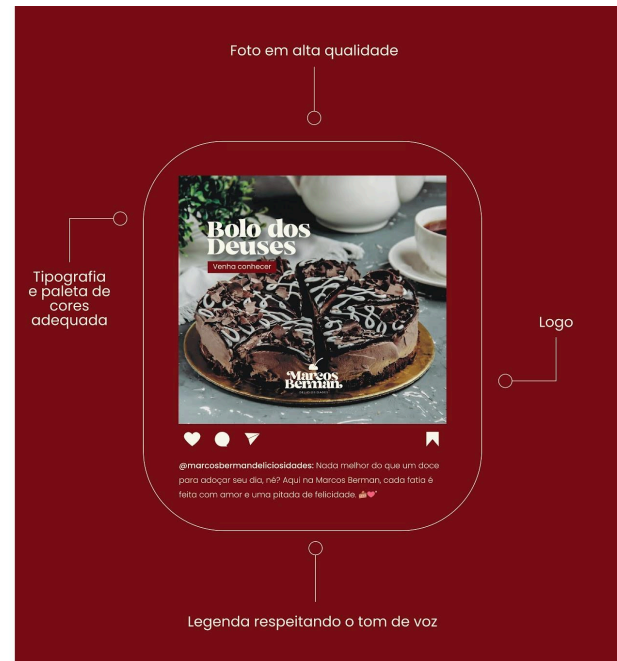 Foto em alta qualidade
Bolo dos
Deuses
Venha conhecer
Tipografia
e paleta de
cores
adequada
Logo
Marcos
Berman
@marcosbermandeliciosidades: Nada melhor do que um doce
para adoçar seu dia, né? Aqui na Marcos Berman, cada fatia é
feita com amor e uma pitada de felicidade. 🍰💖"
Legenda respeitando o tom de voz